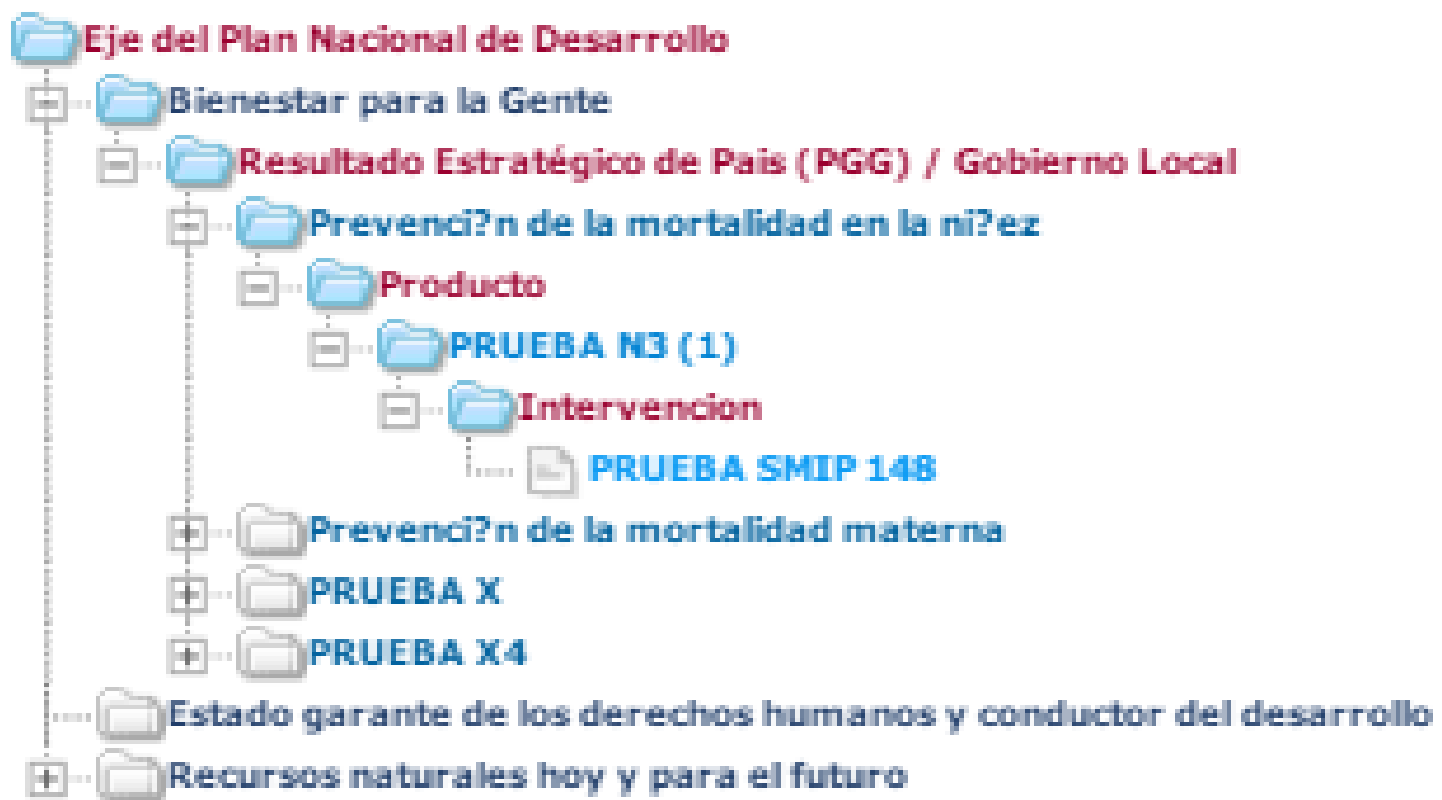 Eje del Plan Nacional de Desarrollo
Bienestar para la Gente
Resultado Estratégico de Pais (PGG) / Gobierno Local
Prevenci?n de la mortalidad en la ni?ez
Producto
PRUEBA N3 (1)
Intervencion
PRUEBA SMIP 148
Prevenci?n de la mortalidad materna
PRUEBA X
PRUEBA X4
Estado garante de los derechos humanos y conductor del desarrollo
Recursos naturales hoy y para el futuro